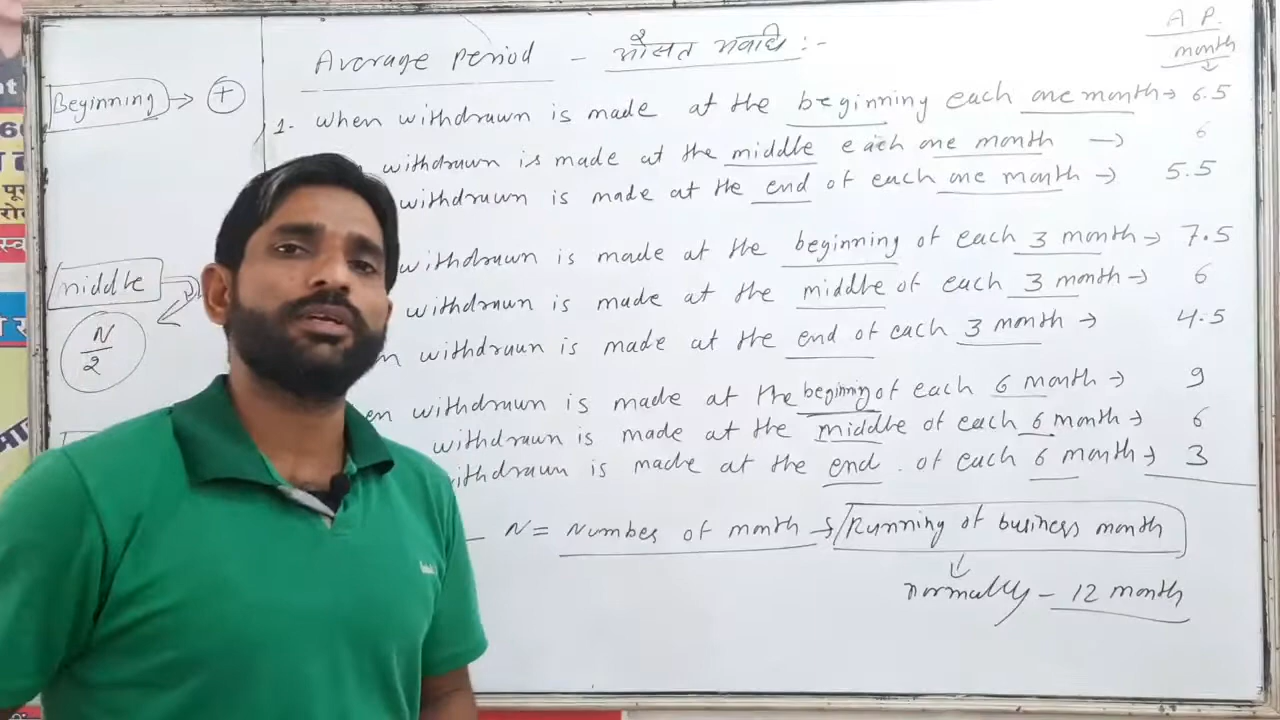 A P.
month
Average Period - औसत अवधि :-
Beginning → +
1. when withdrawn is made at the beginning each one month → 6.5
withdrawn is made at the middle each one month → 6
withdrawn is made at the end of each one month → 5.5
withdrawn is made at the beginning of each 3 month → 7.5
middle
withdrawn is made at the middle of each 3 month → 6
N/2
withdrawn is made at the end of each 3 month → 4.5
en withdrawn is made at the beginning of each 6 month → 9
withdrawn is made at the middle of each 6 month → 6
withdrawn is made at the end . of each 6 month → 3
N = Number of month → Running of business month
normally - 12 month